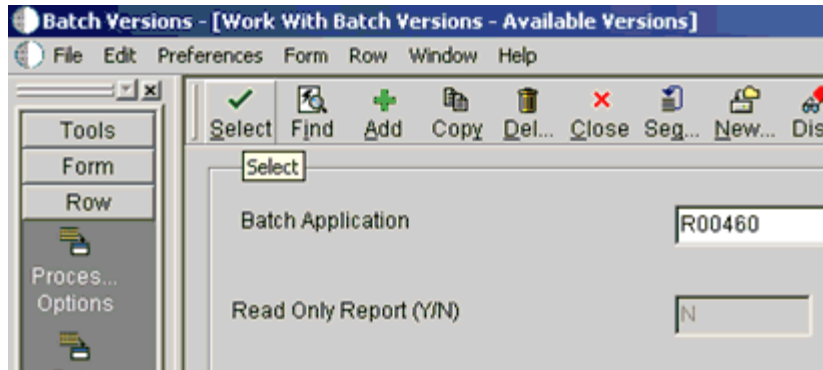 Batch Versions - [Work With Batch Versions - Available Versions]
File Edit Preferences Form Row Window Help
Select Find Add Copy Del... Close Seg... New... Dis
Tools
Form
Row
Select
Proces...
Options
Batch Application R00460
Read Only Report (Y/N) N